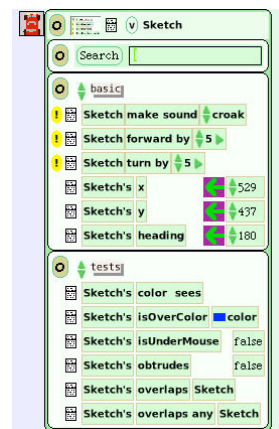 v Sketch
Search
basic
! Sketch make sound croak
! Sketch forward by 5
! Sketch turn by 5
Sketch's x 529
Sketch's y 437
Sketch's heading 180
tests
Sketch's color sees
Sketch's isOverColor color
Sketch's isUnderMouse false
Sketch's obtrudes false
Sketch's overlaps Sketch
Sketch's overlaps any Sketch